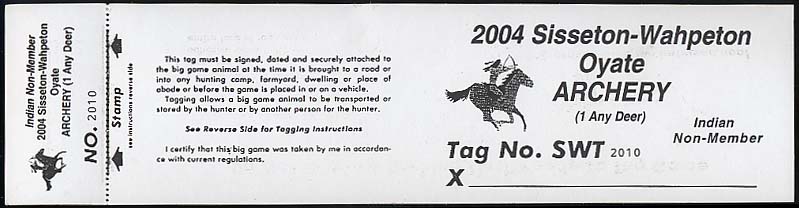 Indian Non-Member
2004 Sisseton-Wahpeton
Oyate
ARCHERY (1 Any Deer)
NO. 2010
Stamp
see instructions reverse side
This tag must be signed, dated and securely attached to
the big game animal at the time it is brought to a road or
into any hunting camp, farmyard, dwelling or place of
abode or before the game is placed in or on a vehicle.
Tagging allows a big game animal to be transported or
stored by the hunter or by another person for the hunter.
See Reverse Side for Tagging Instructions
I certify that this big game was taken by me in accordan-
ce with current regulations.
2004 Sisseton-Wahpeton
Oyate
ARCHERY
(1 Any Deer)
Indian
Non-Member
Tag No. SWT 2010
X